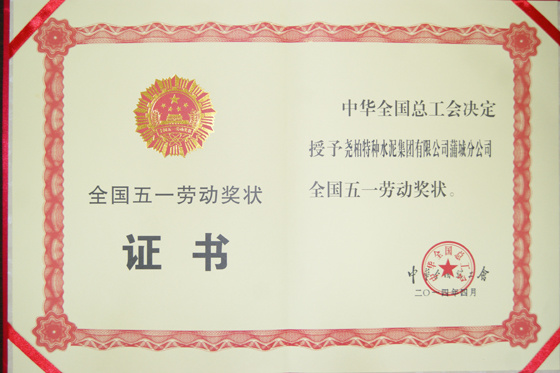 全国五一劳动奖状
证书
中华全国总工会决定
授予尧柏特种水泥集团有限公司蒲城分公司
全国五一劳动奖状。
中华全国总工会
二〇一四年四月